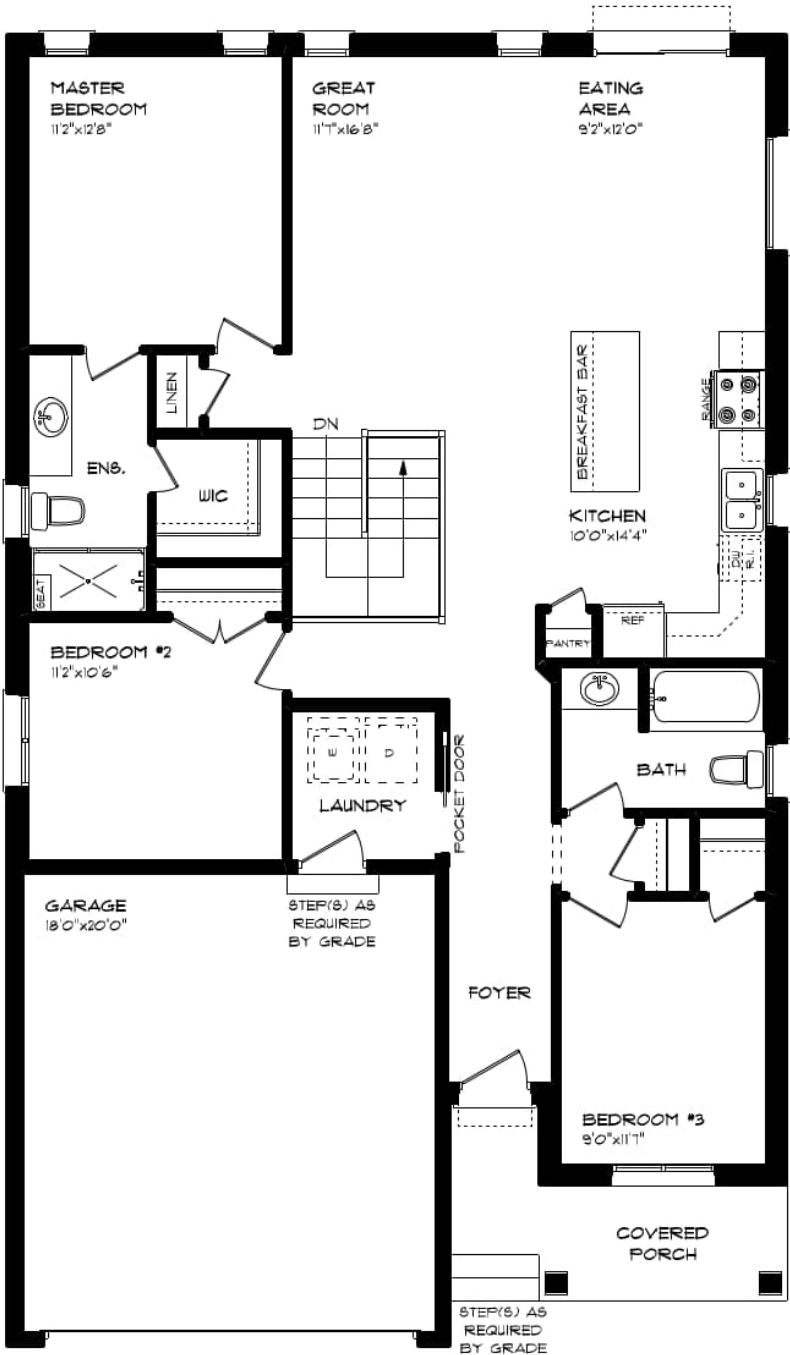 MASTER
BEDROOM
11'2"x12'8"
GREAT
ROOM
11'7"x16'8"
EATING
AREA
9'2"x12'0"
LINEN
BREAKFAST BAR
RANGE
DN
ENS.
WIC
KITCHEN
10'0"x14'4"
DW
R.I.
SEAT
REF
PANTRY
BEDROOM #2
11'2"x10'6"
W
D
LAUNDRY
POCKET DOOR
BATH
GARAGE
18'0"x20'0"
STEP(S) AS
REQUIRED
BY GRADE
FOYER
BEDROOM #3
9'0"x11'7"
COVERED
PORCH
STEP(S) AS
REQUIRED
BY GRADE